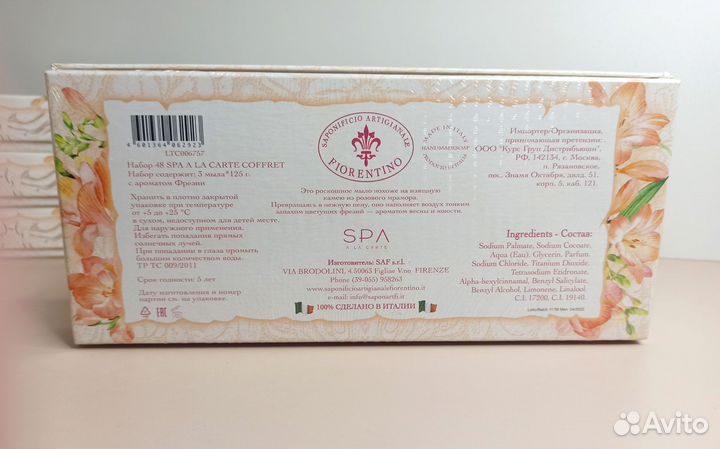 4 601364 062923
LTC006757
Набор 48 SPA A LA CARTE COFFRET
Набор содержит: 3 мыла*125 г.
с ароматом Фрезии
Хранить в плотно закрытой
упаковке при температуре
от +5 до +25 °C
в сухом, недоступном для детей месте.
Для наружного применения.
Избегать попадания прямых
солнечных лучей.
При попадании в глаза промыть
большим количеством воды.
ТР ТС 009/2011
Срок годности: 5 лет
Дату изготовления и номер
партии см. на упаковке.
EAC
SAPONIFICIO ARTIGIANALE
FIORENTINO
MADE IN ITALY
HANDMADE SOAP
PRODOTTO IN ITALIA
Это роскошное мыло похоже на изящную
камею из розового мрамора.
Превращаясь в нежную пену, оно наполняет воздух тонким
запахом цветущих фрезий — ароматом весны и юности.
SPA
A LA CARTE
Изготовитель: SAF s.r.l.
VIA BRODOLINI, 4 50063 Figline V.no FIRENZE
Phone (39-055) 958263
www.saponificioartigianalefiorentino.it
e-mail: info@saponarti.it
100% СДЕЛАНО В ИТАЛИИ
Импортер/Организация,
принимающая претензии:
ООО "Курс Груп Дистрибьюшн".
РФ, 142134, г. Москва,
п. Рязановское,
пос. Знамя Октября, двлд. 51.
корп. 5, каб. 121.
Ingredients - Состав:
Sodium Palmate, Sodium Cocoate,
Aqua (Eau), Glycerin, Parfum,
Sodium Chloride, Titanium Dioxide,
Tetrasodium Etidronate,
Alpha-hexylcinnamal, Benzyl Salicylate,
Benzyl Alcohol, Limonene, Linalool,
C.I. 17200, C.I. 19140.
Avito